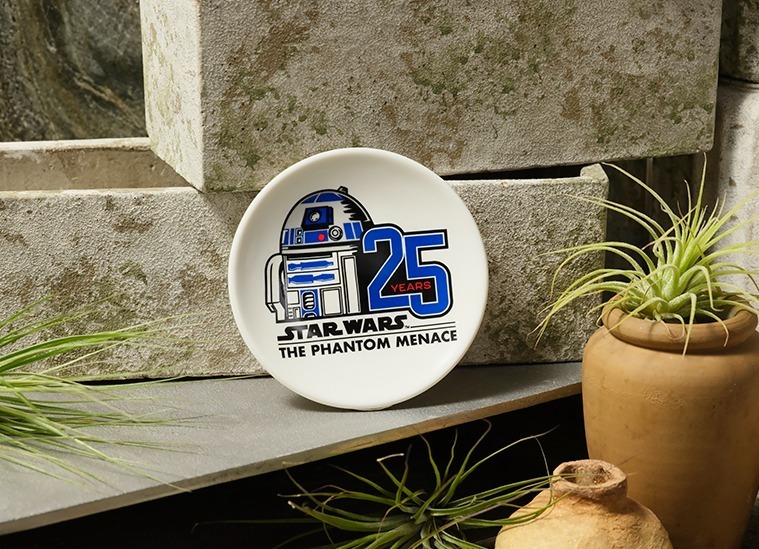 25
YEARS
STAR WARS
THE PHANTOM MENACE